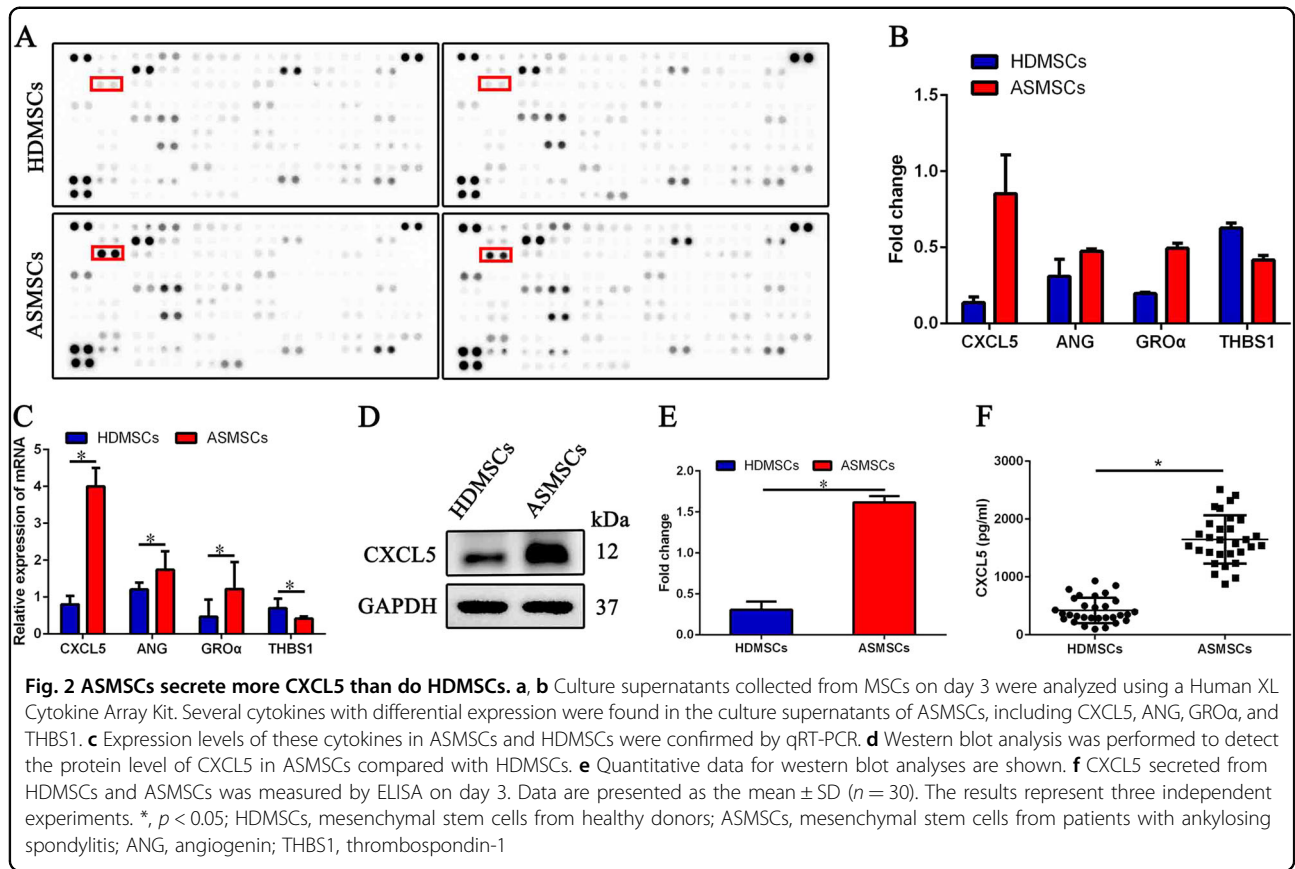 A
HDMSCs
ASMSCs
B
HDMSCs
ASMSCs
Fold change
1.5
1.0
0.5
0.0
CXCL5 ANG GROα THBS1
C
HDMSCs ASMSCs
Relative expression of mRNA
5
4
3
2
1
0
* * * *
CXCL5 ANG GROα THBS1
D
HDMSCs ASMSCs
kDa
CXCL5 12
GAPDH 37
E
HDMSCs ASMSCs
Fold change
2.0
1.5
1.0
0.5
0.0
*
HDMSCs ASMSCs
F
CXCL5 (pg/ml)
3000
2000
1000
0
*
HDMSCs ASMSCs
Fig. 2 ASMSCs secrete more CXCL5 than do HDMSCs. a, b Culture supernatants collected from MSCs on day 3 were analyzed using a Human XL
Cytokine Array Kit. Several cytokines with differential expression were found in the culture supernatants of ASMSCs, including CXCL5, ANG, GROα, and
THBS1. c Expression levels of these cytokines in ASMSCs and HDMSCs were confirmed by qRT-PCR. d Western blot analysis was performed to detect
the protein level of CXCL5 in ASMSCs compared with HDMSCs. e Quantitative data for western blot analyses are shown. f CXCL5 secreted from
HDMSCs and ASMSCs was measured by ELISA on day 3. Data are presented as the mean ± SD (n = 30). The results represent three independent
experiments. *, p < 0.05; HDMSCs, mesenchymal stem cells from healthy donors; ASMSCs, mesenchymal stem cells from patients with ankylosing
spondylitis; ANG, angiogenin; THBS1, thrombospondin-1